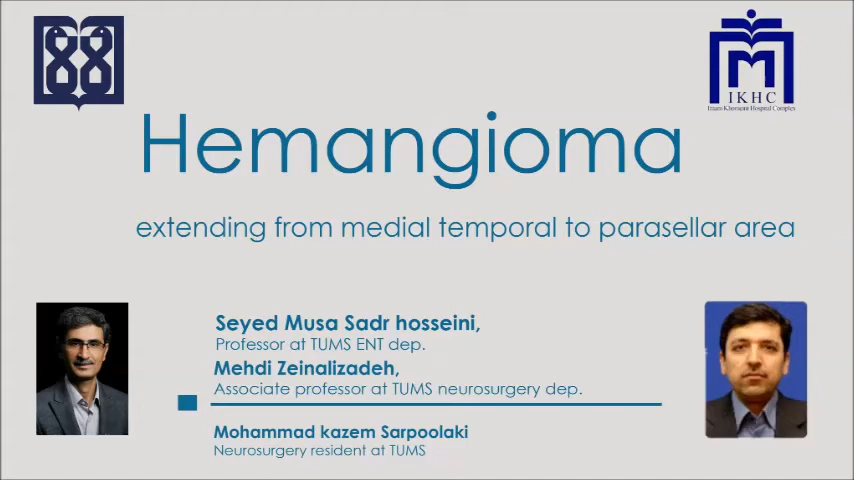 IKHC
Imam Khomeini Hospital Complex
Hemangioma
extending from medial temporal to parasellar area
Seyed Musa Sadr hosseini,
Professor at TUMS ENT dep.
Mehdi Zeinalizadeh,
Associate professor at TUMS neurosurgery dep.
Mohammad kazem Sarpoolaki
Neurosurgery resident at TUMS